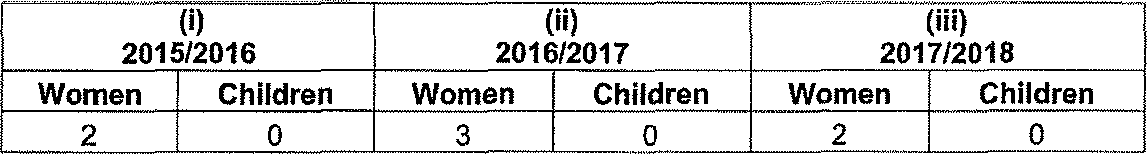 (i) (ii) (iii)
2015/2016 2016/2017 2017/2018
Women Children Women Children Women Children
2 0 3 0 2 0